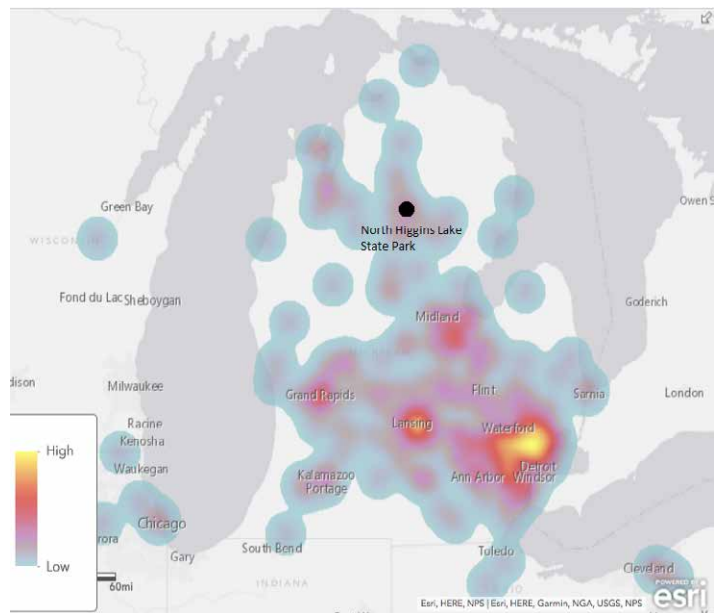 Green Bay
Owen S
WISCONSIN
North Higgins Lake
State Park
Fond du Lac
Sheboygan
Goderich
Midland
dison
Milwaukee
Grand Rapids
Flint
Sarnia
London
Racine
Kenosha
Lansing
Waterford
High
Waukegan
Kalamazoo
Portage
Ann Arbor
Detroit
Windsor
Chicago
rora
Low
Gary
South Bend
Toledo
60mi
INDIANA
Cleveland
POWERED BY
esri
Esri, HERE, NPS | Esri, HERE, Garmin, NGA, USGS, NPS